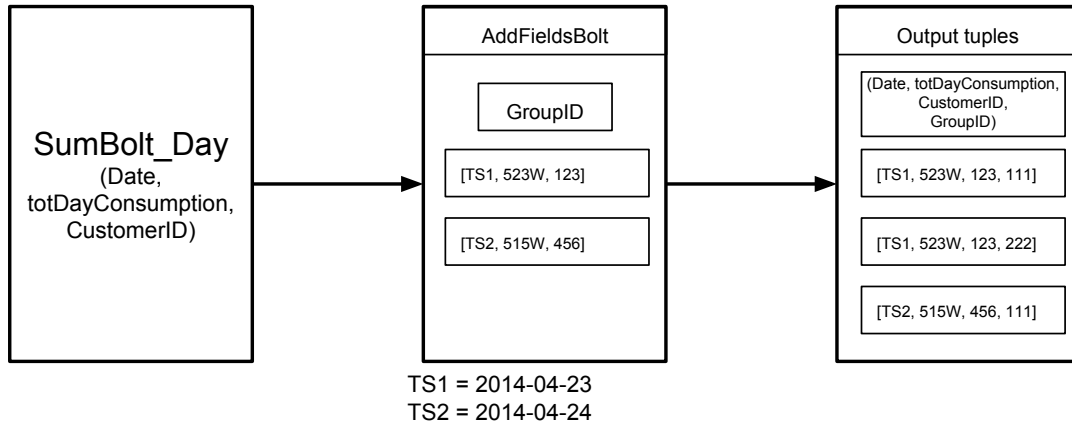 SumBolt_Day
(Date,
totDayConsumption,
CustomerID)
AddFieldsBolt
GroupID
[TS1, 523W, 123]
[TS2, 515W, 456]
Output tuples
(Date, totDayConsumption,
CustomerID,
GroupID)
[TS1, 523W, 123, 111]
[TS1, 523W, 123, 222]
[TS2, 515W, 456, 111]
TS1 = 2014-04-23
TS2 = 2014-04-24